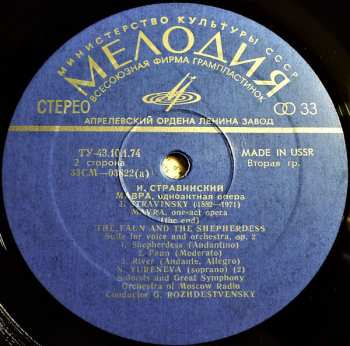 МИНИСТЕРСТВО КУЛЬТУРЫ СССР
МЕЛОДИЯ
ВСЕСОЮЗНАЯ ФИРМА ГРАМПЛАСТИНОК
СТЕРЕО
33
АПРЕЛЕВСКИЙ ОРДЕНА ЛЕНИНА ЗАВОД
ТУ-43.10.1.74
2 сторона
33СМ—03822(а)
MADE IN USSR
Вторая гр.
И. СТРАВИНСКИЙ
МАВРА, одноактная опера
I. STRAVINSKY (1882—1971)
MAVRA, one-act opera
(the end)
THE FAUN AND THE SHEPHERDESS
Suite for voice and orchestra, op. 2
1. Shepherdess (Andantino)
2. Faun (Moderato)
3. River (Andante, Allegro)
N. YURENEVA (soprano) (2)
Soloists and Great Symphony
Orchestra of Moscow Radio
Conductor G. ROZHDESTVENSKY